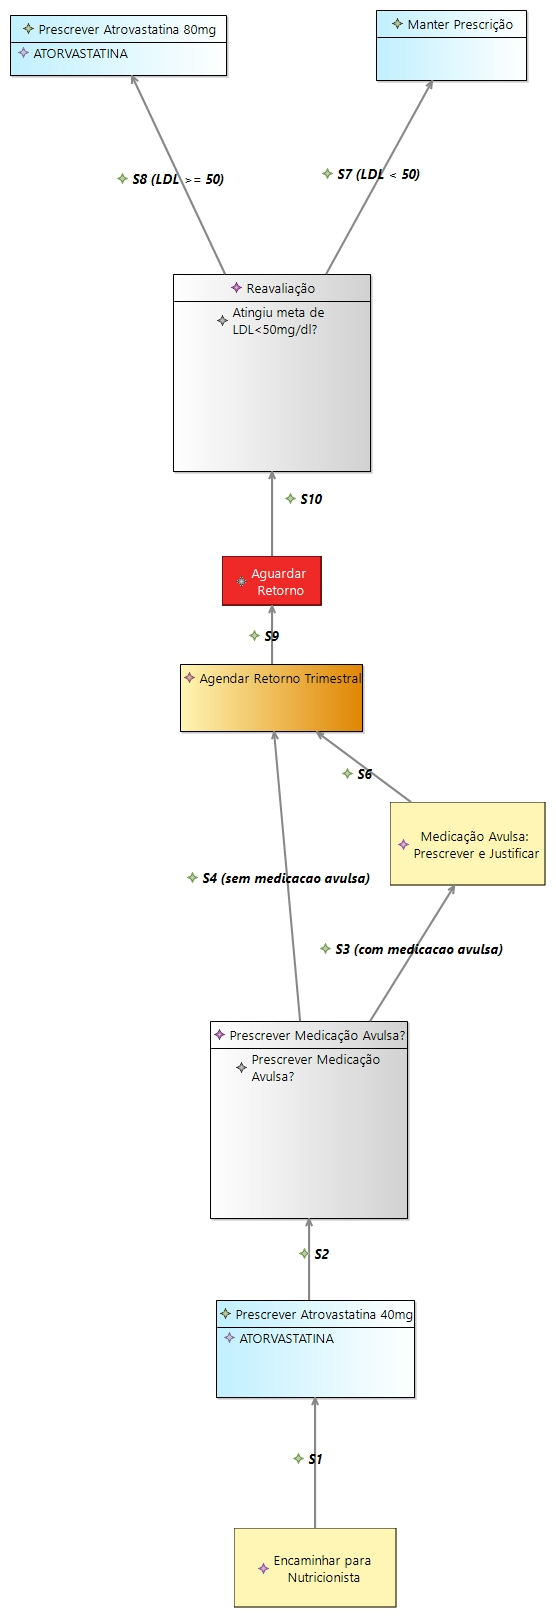 Prescrever Atrovastatina 80mg
ATORVASTATINA
Manter Prescrição
S8 (LDL >= 50)
S7 (LDL < 50)
Reavaliação
Atingiu meta de
LDL<50mg/dl?
S10
Aguardar
Retorno
S9
Agendar Retorno Trimestral
S6
Medicação Avulsa:
Prescrever e Justificar
S4 (sem medicacao avulsa)
S3 (com medicacao avulsa)
Prescrever Medicação Avulsa?
Prescrever Medicação
Avulsa?
S2
Prescrever Atrovastatina 40mg
ATORVASTATINA
S1
Encaminhar para
Nutricionista